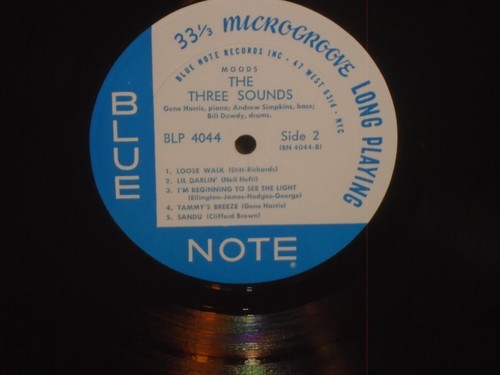 33 1/3 MICROGROOVE LONG PLAYING
BLUE NOTE RECORDS INC • 47 WEST 63rd • NYC
MOODS
THE
THREE SOUNDS
Gene Harris, piano; Andrew Simpkins, bass;
Bill Dowdy, drums.
BLP 4044 Side 2
(BN 4044-B)
1. LOOSE WALK (Stitt-Richards)
2. LIL DARLIN' (Neil Hefti)
3. I'M BEGINNING TO SEE THE LIGHT
(Ellington-James-Hodges-George)
4. TAMMY'S BREEZE (Gene Harris)
5. SANDU (Clifford Brown)
BLUE
NOTE®